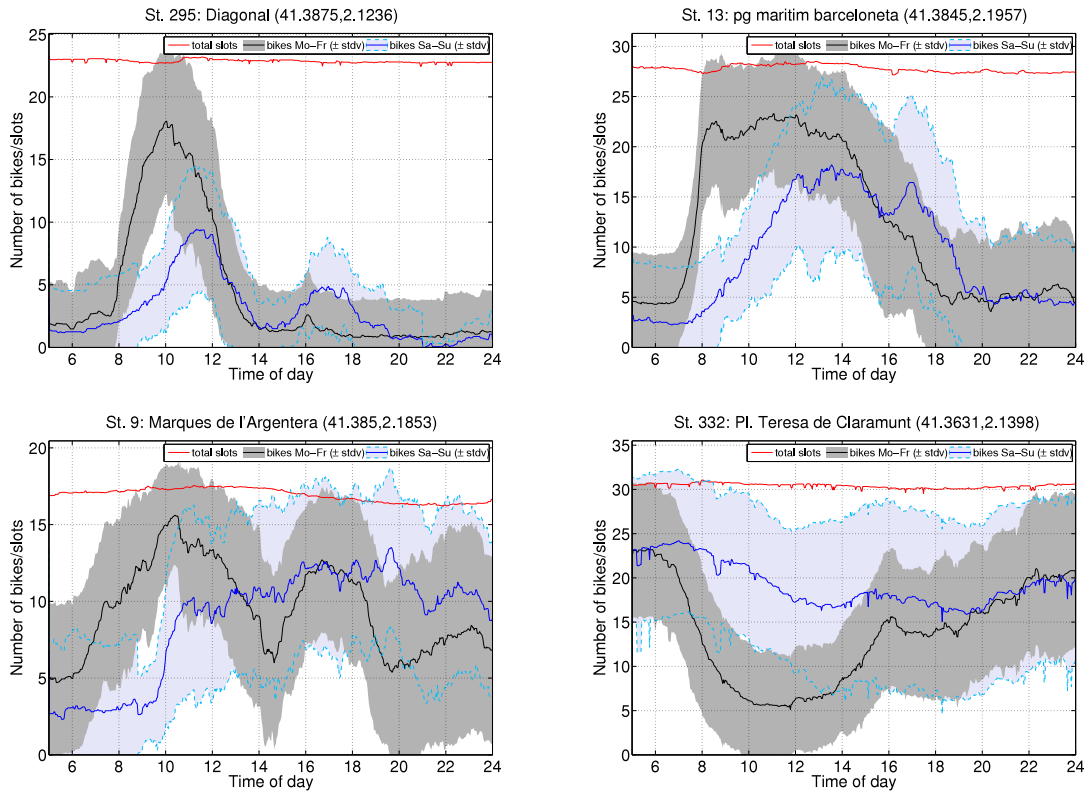 St. 295: Diagonal (41.3875,2.1236)
total slots bikes Mo−Fr (± stdv) bikes Sa−Su (± stdv)
Number of bikes/slots
25
20
15
10
5
0
6 8 10 12 14 16 18 20 22 24
Time of day
St. 13: pg maritim barceloneta (41.3845,2.1957)
total slots bikes Mo−Fr (± stdv) bikes Sa−Su (± stdv)
Number of bikes/slots
30
25
20
15
10
5
0
6 8 10 12 14 16 18 20 22 24
Time of day
St. 9: Marques de l'Argentera (41.385,2.1853)
total slots bikes Mo−Fr (± stdv) bikes Sa−Su (± stdv)
Number of bikes/slots
20
15
10
5
0
6 8 10 12 14 16 18 20 22 24
Time of day
St. 332: Pl. Teresa de Claramunt (41.3631,2.1398)
total slots bikes Mo−Fr (± stdv) bikes Sa−Su (± stdv)
Number of bikes/slots
35
30
25
20
15
10
5
0
6 8 10 12 14 16 18 20 22 24
Time of day